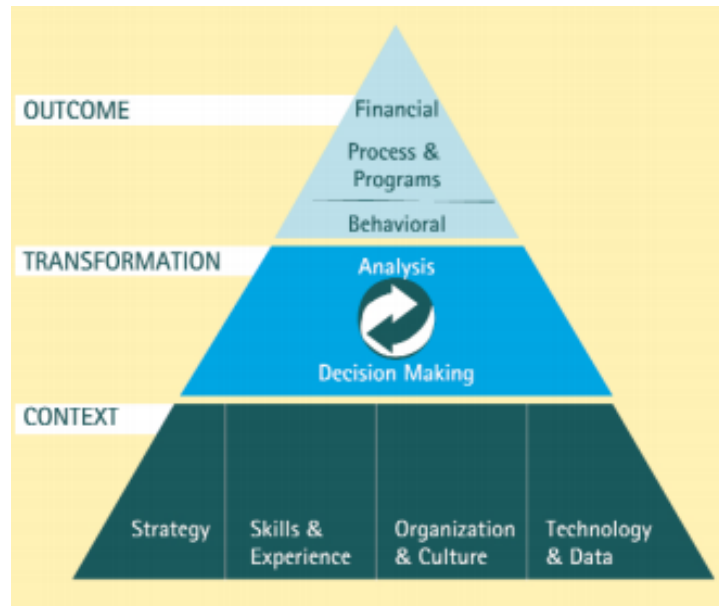 OUTCOME
Financial
Process &
Programs
Behavioral
TRANSFORMATION
Analysis
Decision Making
CONTEXT
Strategy
Skills &
Experience
Organization
& Culture
Technology
& Data